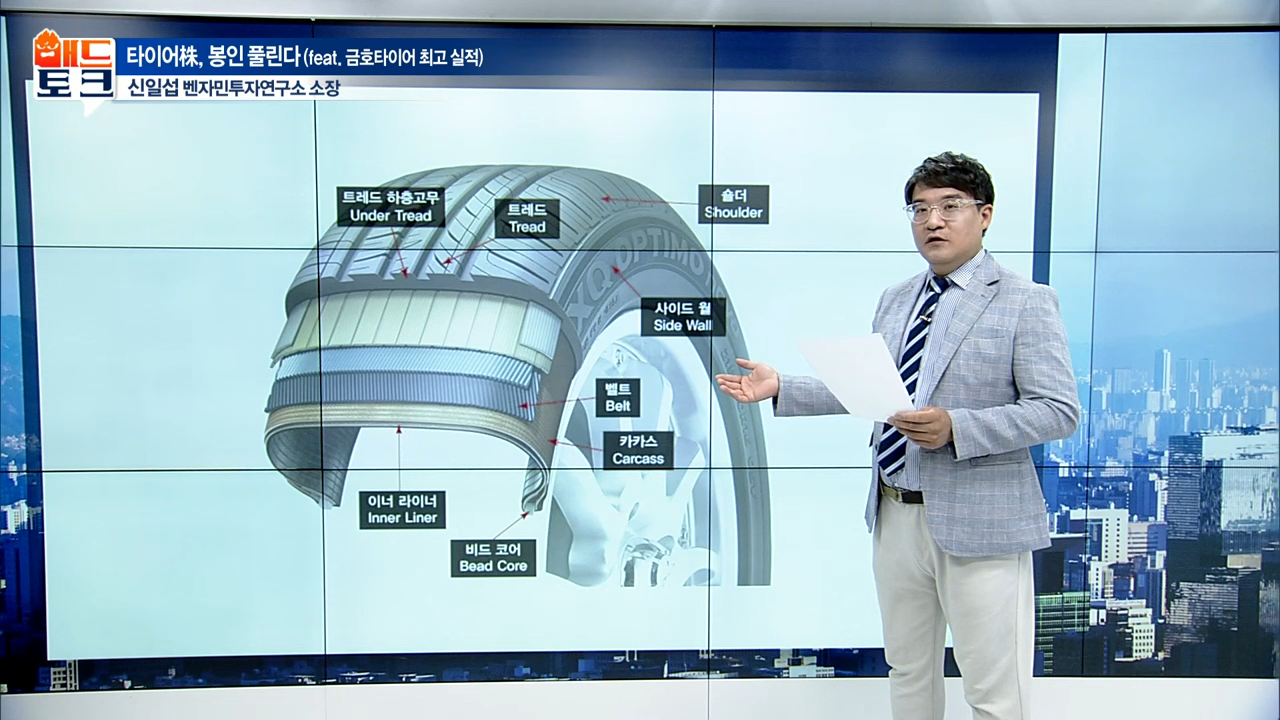 매드
토크
타이어株, 봉인 풀린다 (feat. 금호타이어 최고 실적)
신일섭 벤자민투자연구소 소장
트레드 하층고무
Under Tread
트레드
Tread
숄더
Shoulder
OPTIMO
사이드 월
Side Wall
벨트
Belt
카카스
Carcass
이너 라이너
Inner Liner
비드 코어
Bead Core